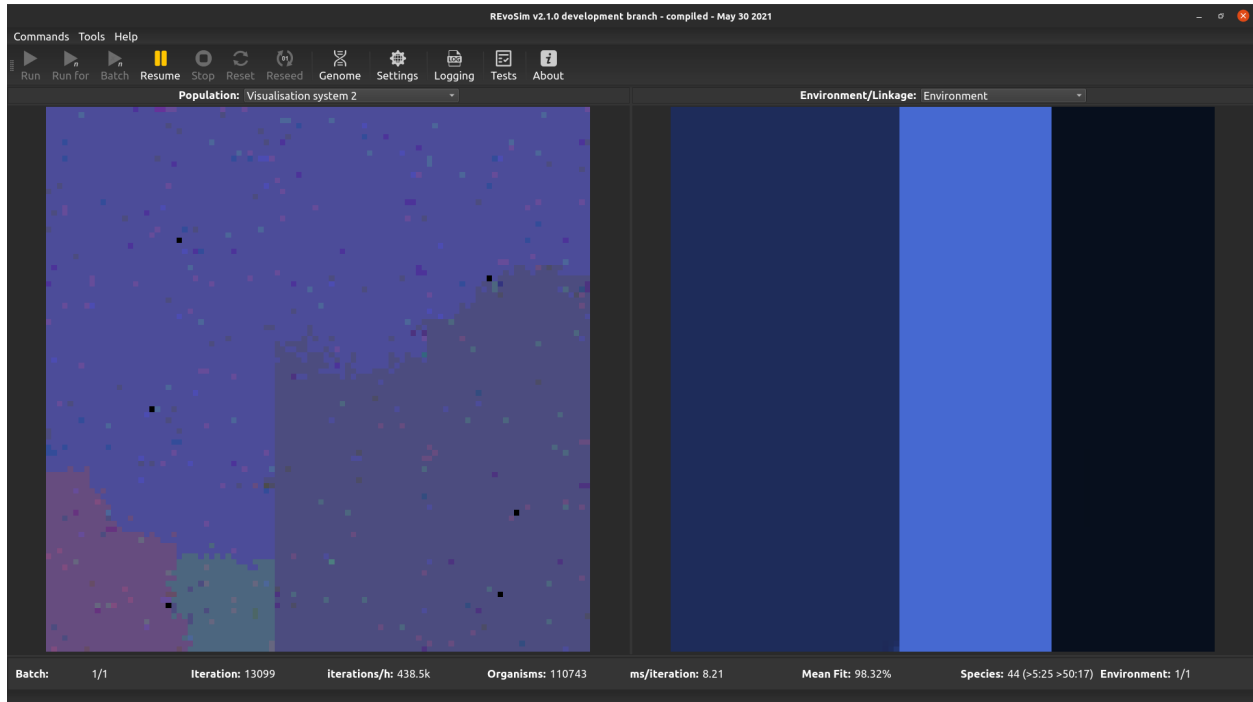 REvoSim v2.1.0 development branch - compiled - May 30 2021
Commands Tools Help
Run Run for Batch Resume Stop Reset Reseed Genome Settings Logging Tests About
Population: Visualisation system 2 Environment/Linkage: Environment
Batch: 1/1 Iteration: 13099 iterations/h: 438.5k Organisms: 110743 ms/iteration: 8.21 Mean Fit: 98.32% Species: 44 (>5:25 >50:17) Environment: 1/1